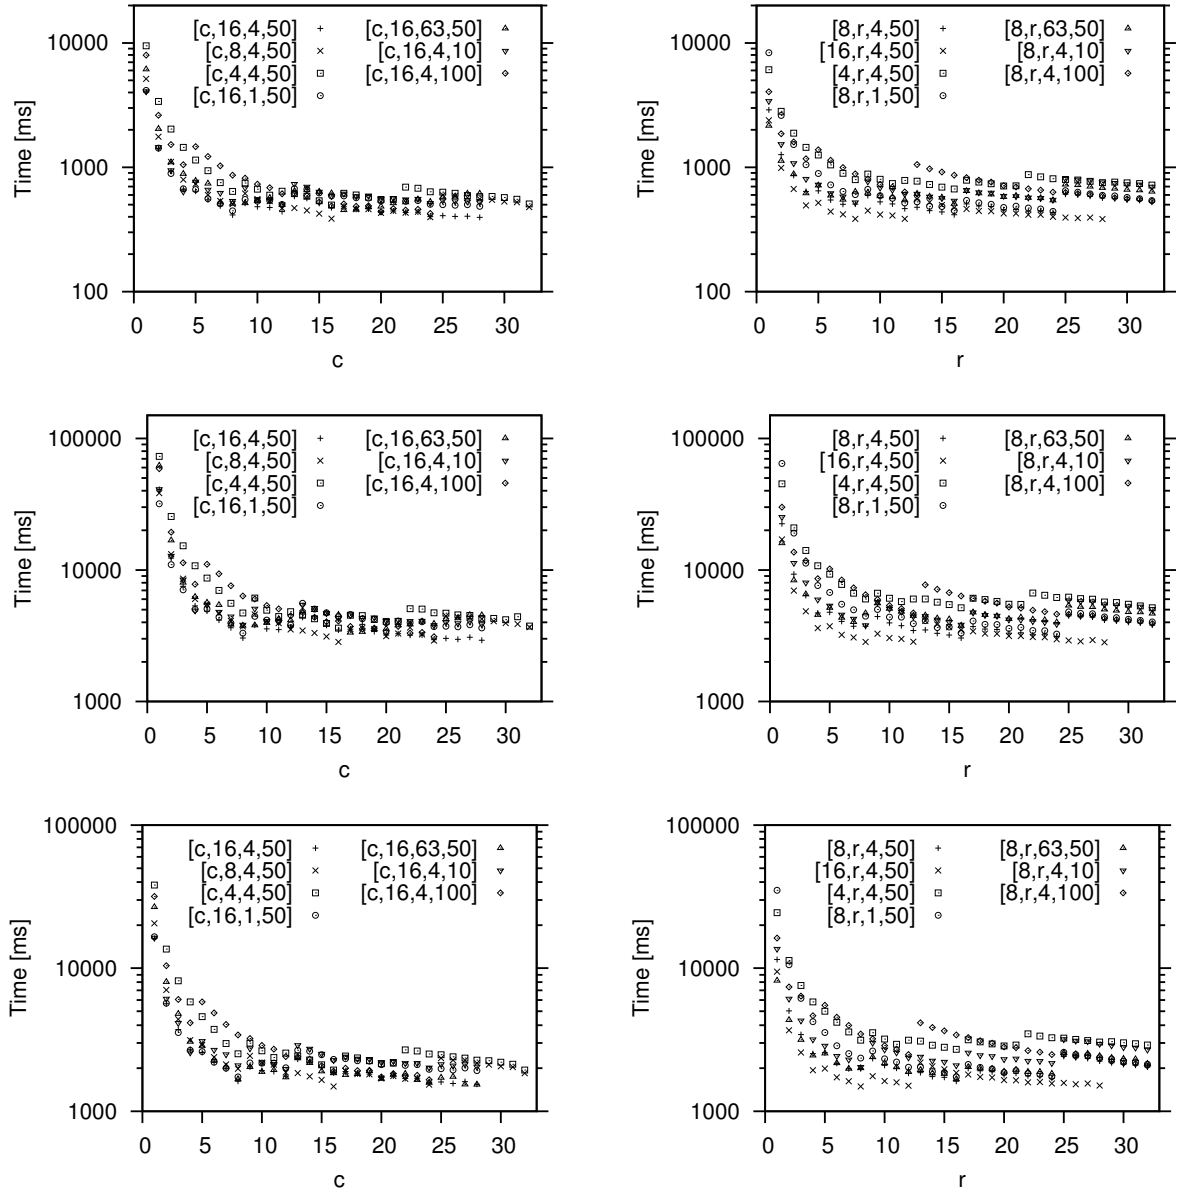 10000
1000
100
Time [ms]
[c,16,4,50] [c,16,63,50]
[c,8,4,50] [c,16,4,10]
[c,4,4,50] [c,16,4,100]
[c,16,1,50]
0 5 10 15 20 25 30
c
10000
1000
100
Time [ms]
[8,r,4,50] [8,r,63,50]
[16,r,4,50] [8,r,4,10]
[4,r,4,50] [8,r,4,100]
[8,r,1,50]
0 5 10 15 20 25 30
r
100000
10000
1000
Time [ms]
[c,16,4,50] [c,16,63,50]
[c,8,4,50] [c,16,4,10]
[c,4,4,50] [c,16,4,100]
[c,16,1,50]
0 5 10 15 20 25 30
c
100000
10000
1000
Time [ms]
[8,r,4,50] [8,r,63,50]
[16,r,4,50] [8,r,4,10]
[4,r,4,50] [8,r,4,100]
[8,r,1,50]
0 5 10 15 20 25 30
r
100000
10000
1000
Time [ms]
[c,16,4,50] [c,16,63,50]
[c,8,4,50] [c,16,4,10]
[c,4,4,50] [c,16,4,100]
[c,16,1,50]
0 5 10 15 20 25 30
c
100000
10000
1000
Time [ms]
[8,r,4,50] [8,r,63,50]
[16,r,4,50] [8,r,4,10]
[4,r,4,50] [8,r,4,100]
[8,r,1,50]
0 5 10 15 20 25 30
r